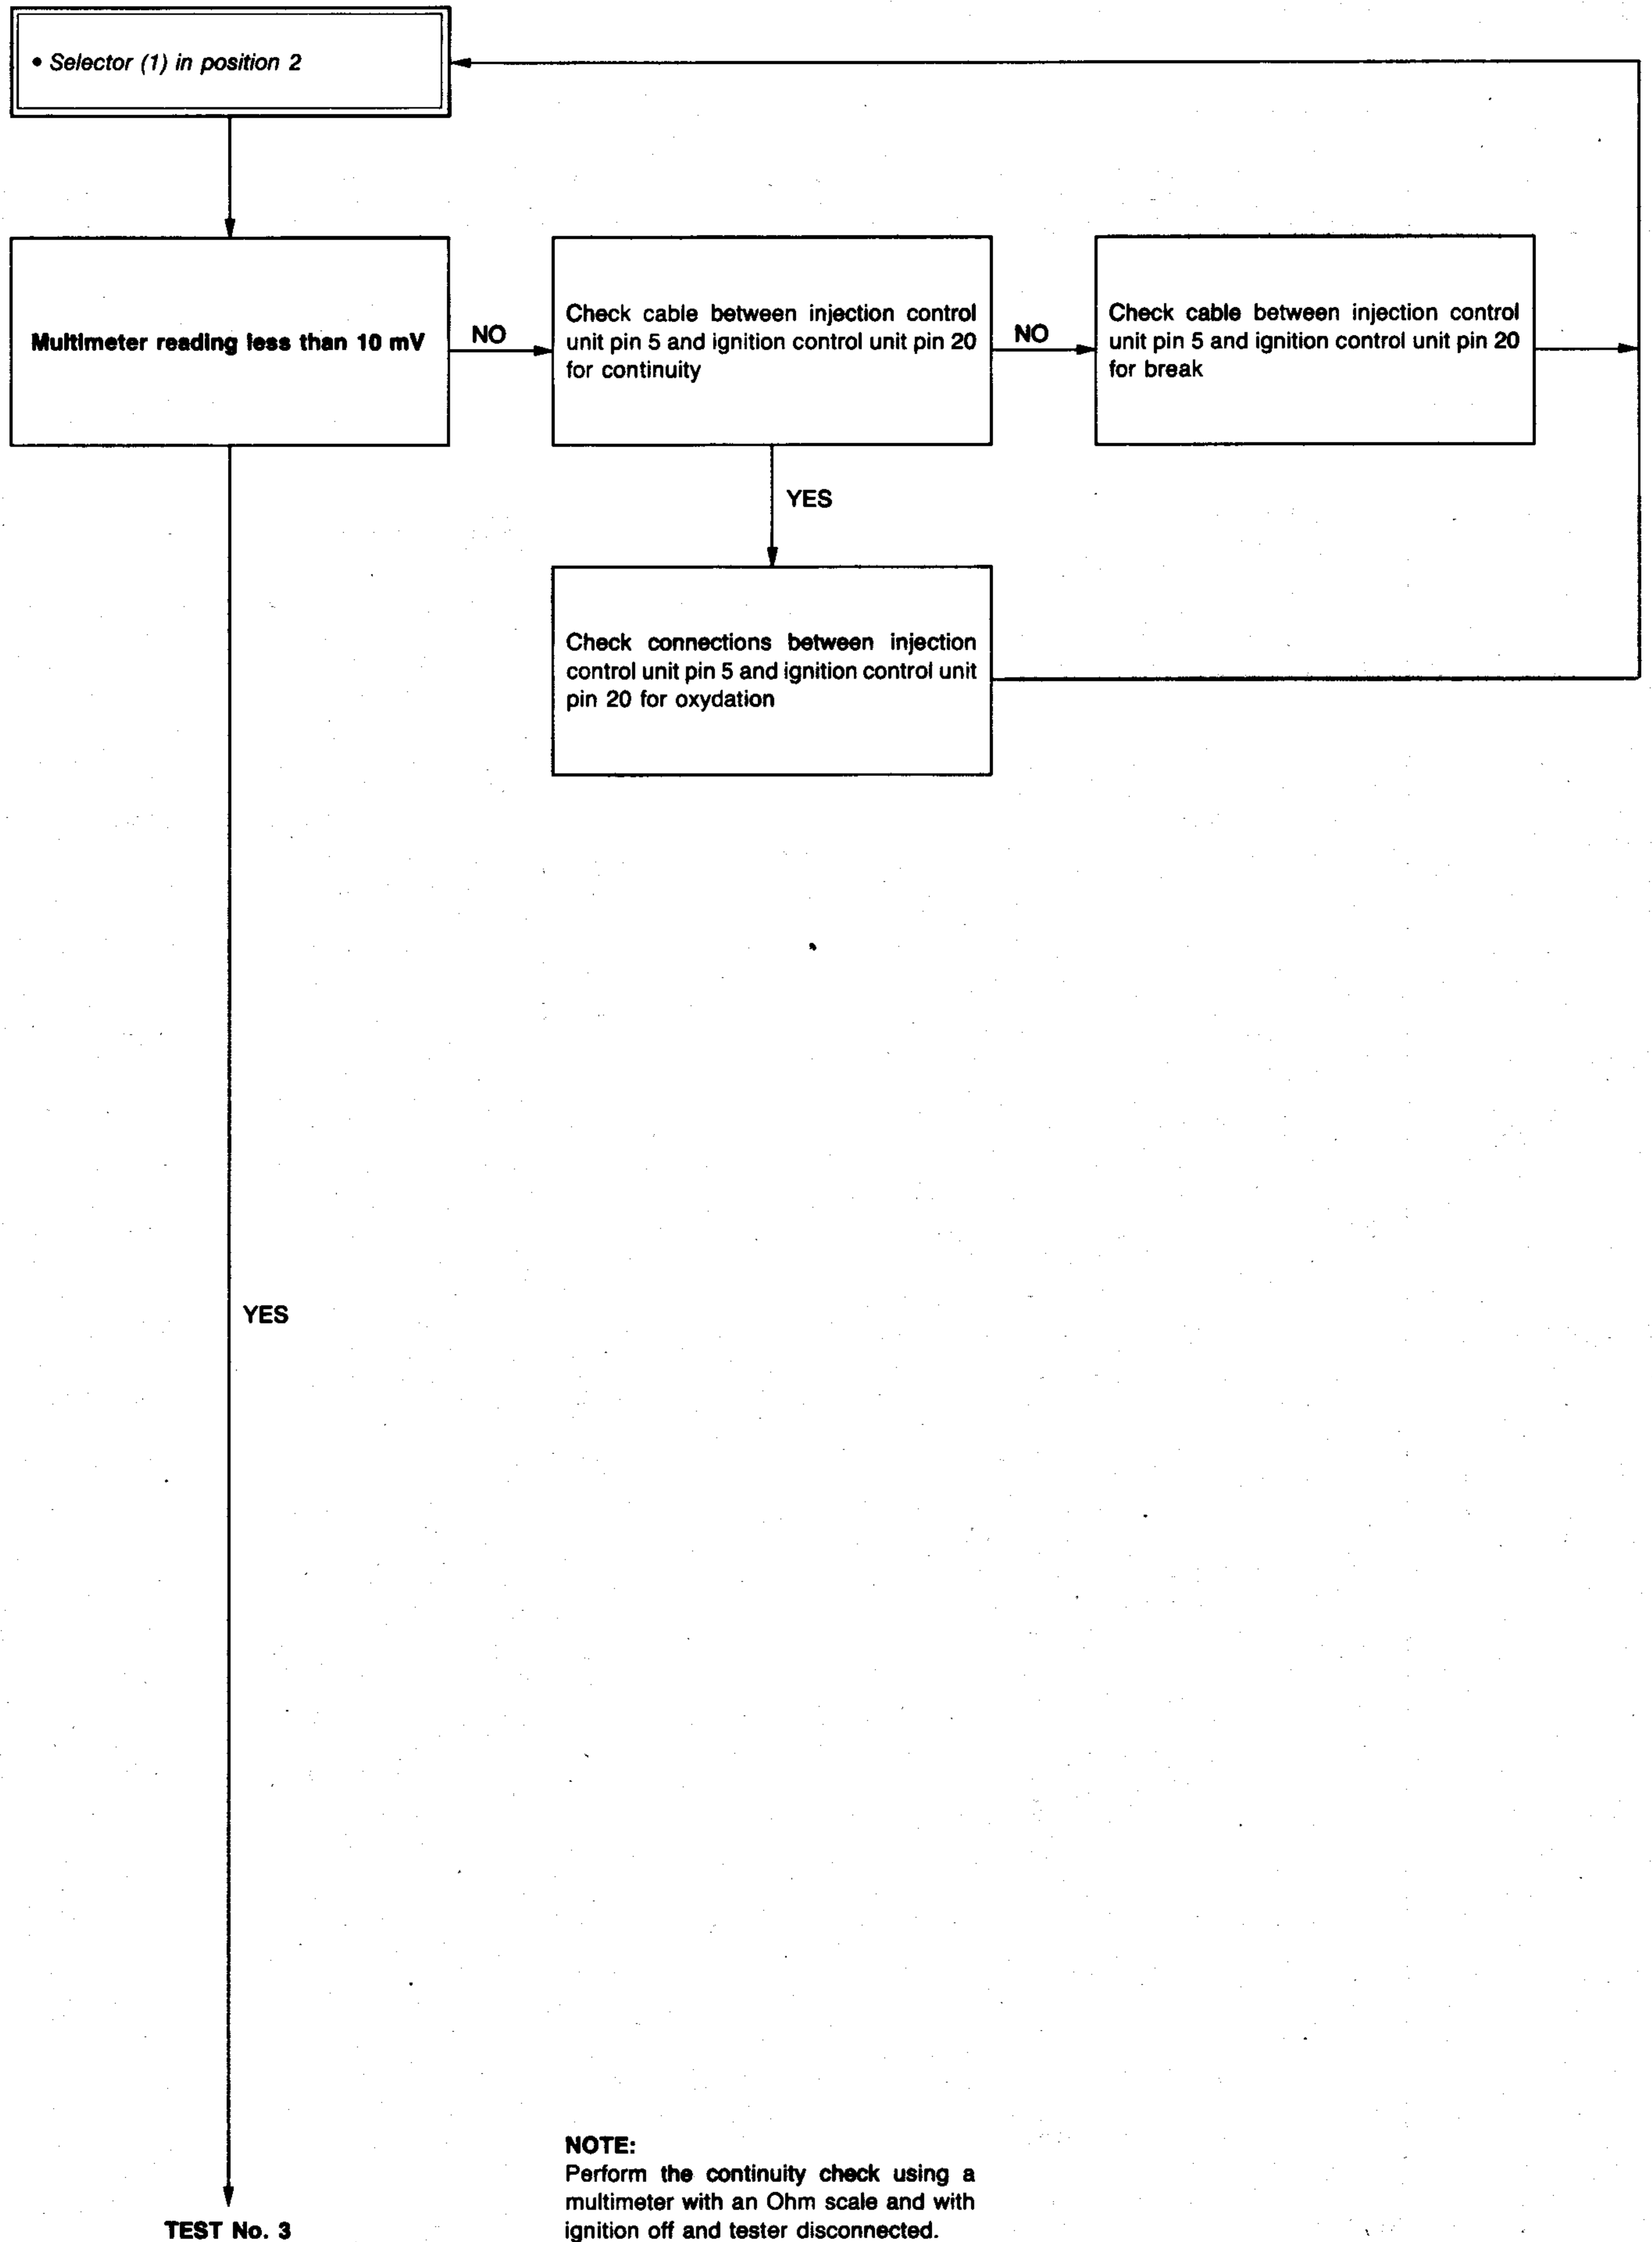 • Selector (1) in position 2
Multimeter reading less than 10 mV
NO
Check cable between injection control
unit pin 5 and ignition control unit pin 20
for continuity
NO
Check cable between injection control
unit pin 5 and ignition control unit pin 20
for break
YES
Check connections between injection
control unit pin 5 and ignition control unit
pin 20 for oxydation
YES
NOTE:
Perform the continuity check using a
multimeter with an Ohm scale and with
ignition off and tester disconnected.
TEST No. 3